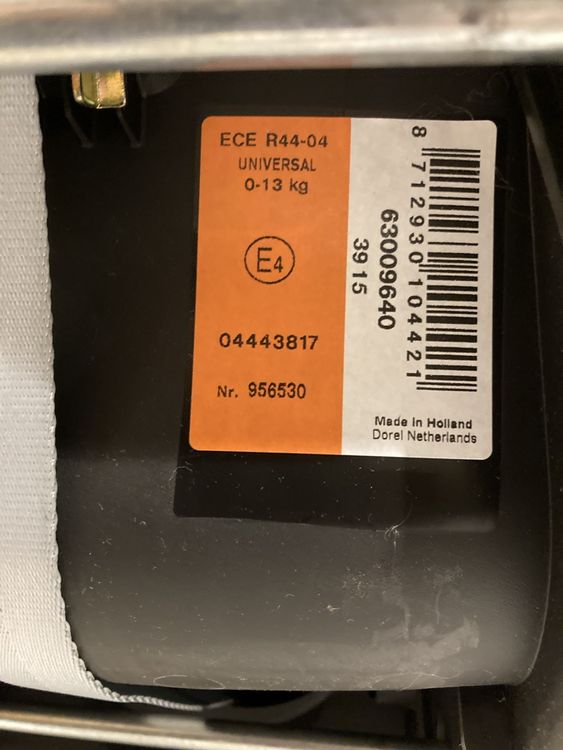 ECE R44-04
UNIVERSAL
0-13 kg
E4
04443817
Nr. 956530
8 712930 104421
63009640
3915
Made in Holland
Dorel Netherlands